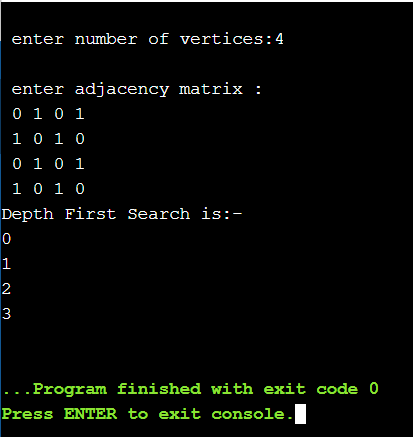 enter number of vertices:4
enter adjacency matrix :
0 1 0 1
1 0 1 0
0 1 0 1
1 0 1 0
Depth First Search is:-
0
1
2
3
...Program finished with exit code 0
Press ENTER to exit console.